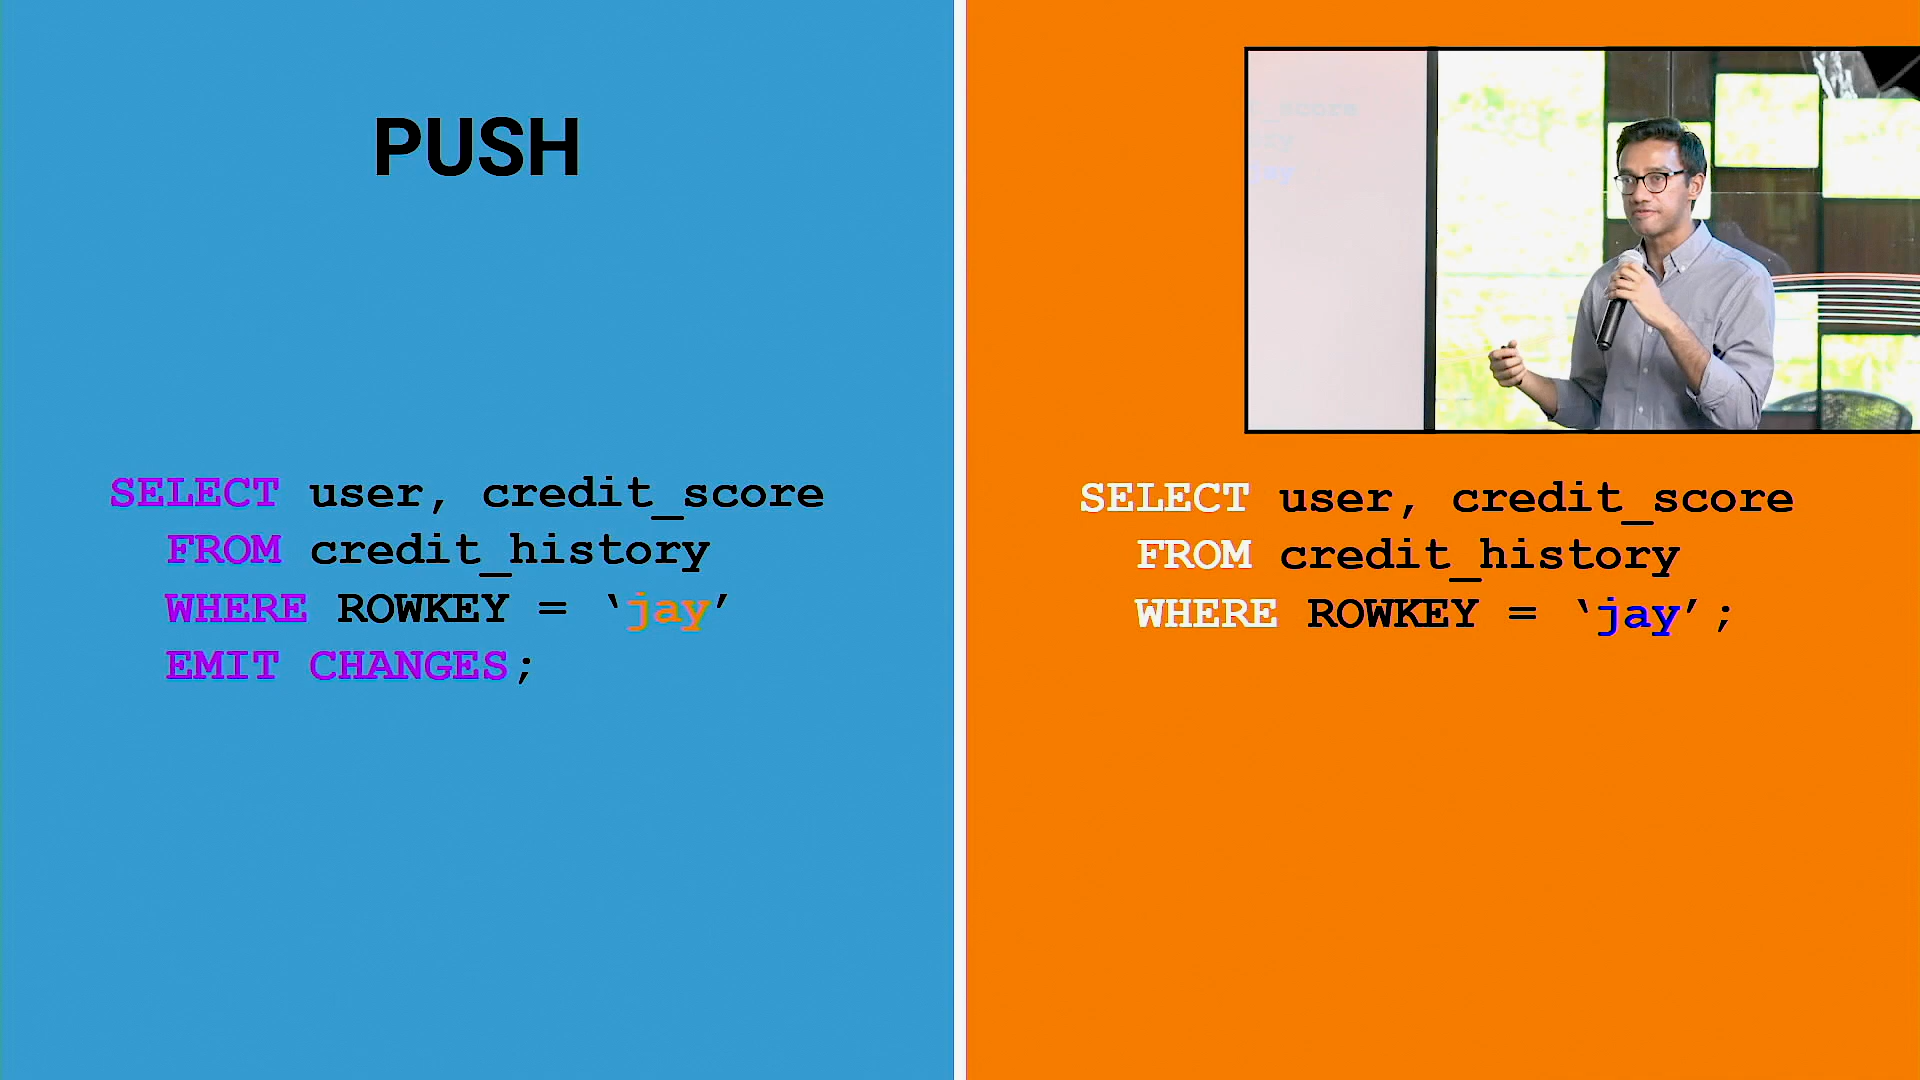 PUSH
SELECT user, credit_score
FROM credit_history
WHERE ROWKEY = ‘jay’
EMIT CHANGES;
SELECT user, credit_score
FROM credit_history
WHERE ROWKEY = ‘jay’;